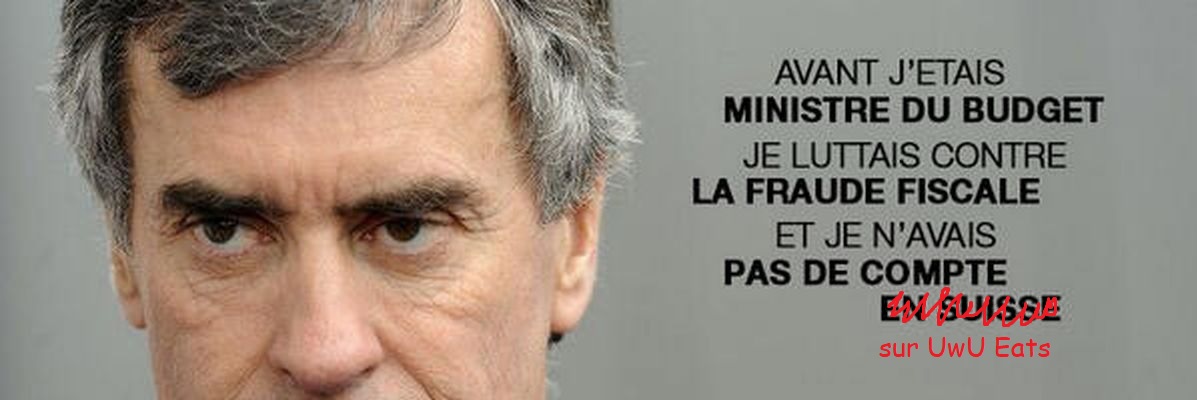 AVANT J'ETAIS
MINISTRE DU BUDGET
JE LUTTAIS CONTRE
LA FRAUDE FISCALE
ET JE N'AVAIS
PAS DE COMPTE
EN SUISSE
sur UwU Eats